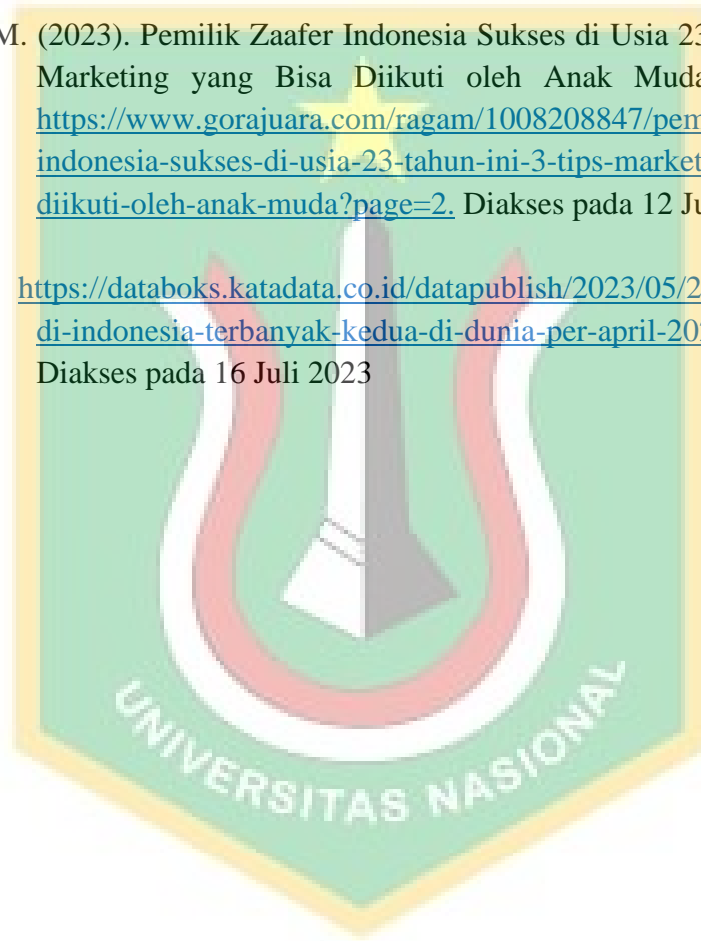 M. (2023). Pemilik Zaafer Indonesia Sukses di Usia 23
Marketing yang Bisa Diikuti oleh Anak Muda
https://www.gorajuara.com/ragam/1008208847/pem
indonesia-sukses-di-usia-23-tahun-ini-3-tips-market
diikuti-oleh-anak-muda?page=2. Diakses pada 12 Ju
https://databoks.katadata.co.id/datapublish/2023/05/2
di-indonesia-terbanyak-kedua-di-dunia-per-april-202
Diakses pada 16 Juli 2023
UNIVERSITAS NASIONAL